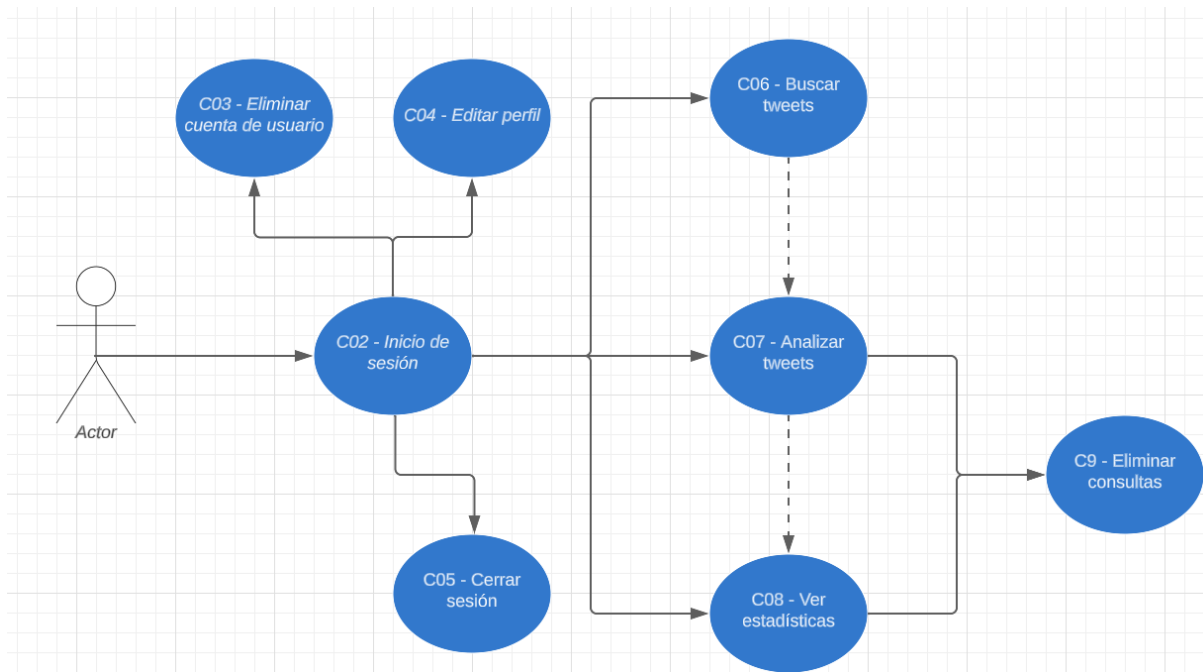 C03 - Eliminar
cuenta de usuario
C04 - Editar perfil
C06 - Buscar
tweets
Actor
C02 - Inicio de
sesión
C07 - Analizar
tweets
C9 - Eliminar
consultas
C05 - Cerrar
sesión
C08 - Ver
estadísticas